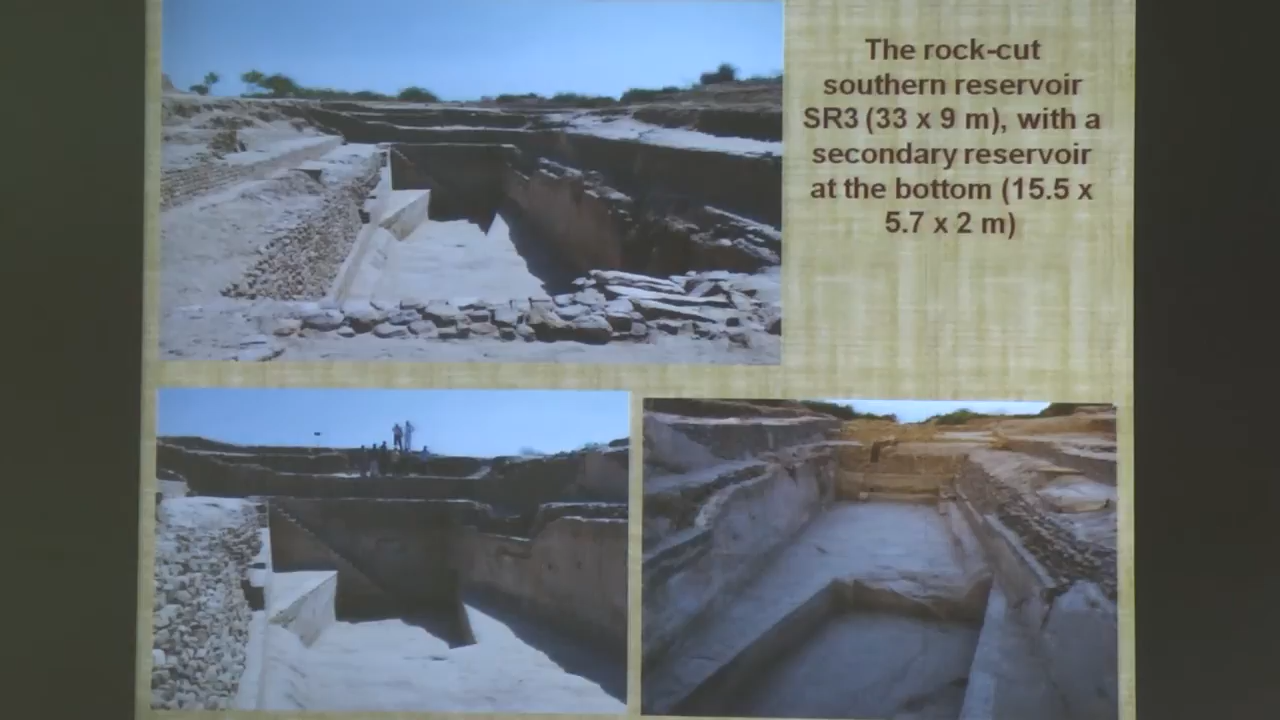 The rock-cut
southern reservoir
SR3 (33 x 9 m), with a
secondary reservoir
at the bottom (15.5 x
5.7 x 2 m)